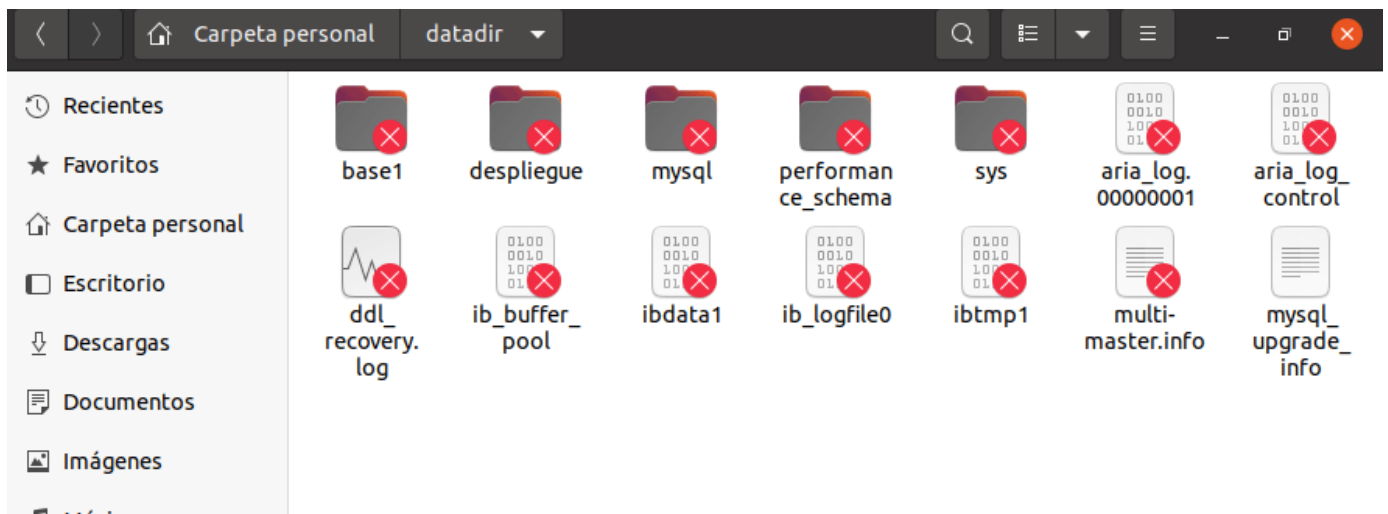 Carpeta personal
datadir
Recientes
Favoritos
Carpeta personal
Escritorio
Descargas
Documentos
Imágenes
base1
despliegue
mysql
performan
ce_schema
sys
aria_log.
00000001
aria_log_
control
ddl_
recovery.
log
ib_buffer_
pool
ibdata1
ib_logfile0
ibtmp1
multi-
master.info
mysql_
upgrade_
info